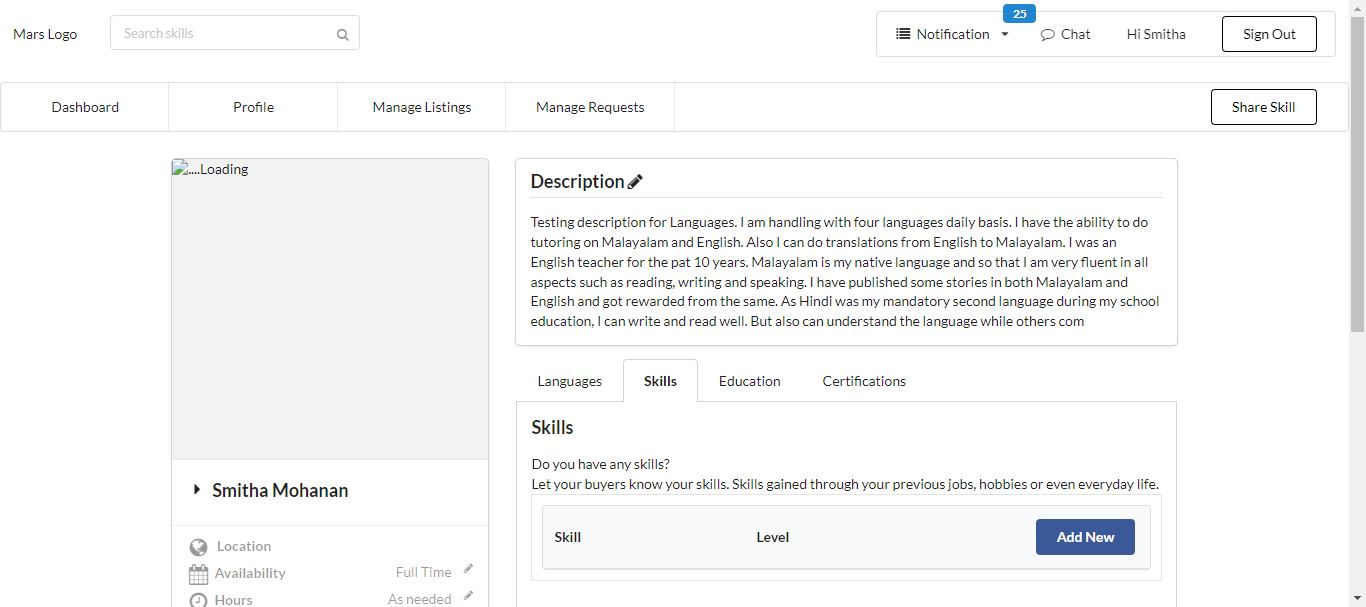 25
Mars Logo
Search skills
Notification
Chat
Hi Smitha
Sign Out
Dashboard
Profile
Manage Listings
Manage Requests
Share Skill
....Loading
Smitha Mohanan
Location
Availability
Full Time
Hours
As needed
Description
Testing description for Languages. I am handling with four languages daily basis. I have the ability to do
tutoring on Malayalam and English. Also I can do translations from English to Malayalam. I was an
English teacher for the pat 10 years. Malayalam is my native language and so that I am very fluent in all
aspects such as reading, writing and speaking. I have published some stories in both Malayalam and
English and got rewarded from the same. As Hindi was my mandatory second language during my school
education, I can write and read well. But also can understand the language while others com
Languages
Skills
Education
Certifications
Skills
Do you have any skills?
Let your buyers know your skills. Skills gained through your previous jobs, hobbies or even everyday life.
Skill
Level
Add New